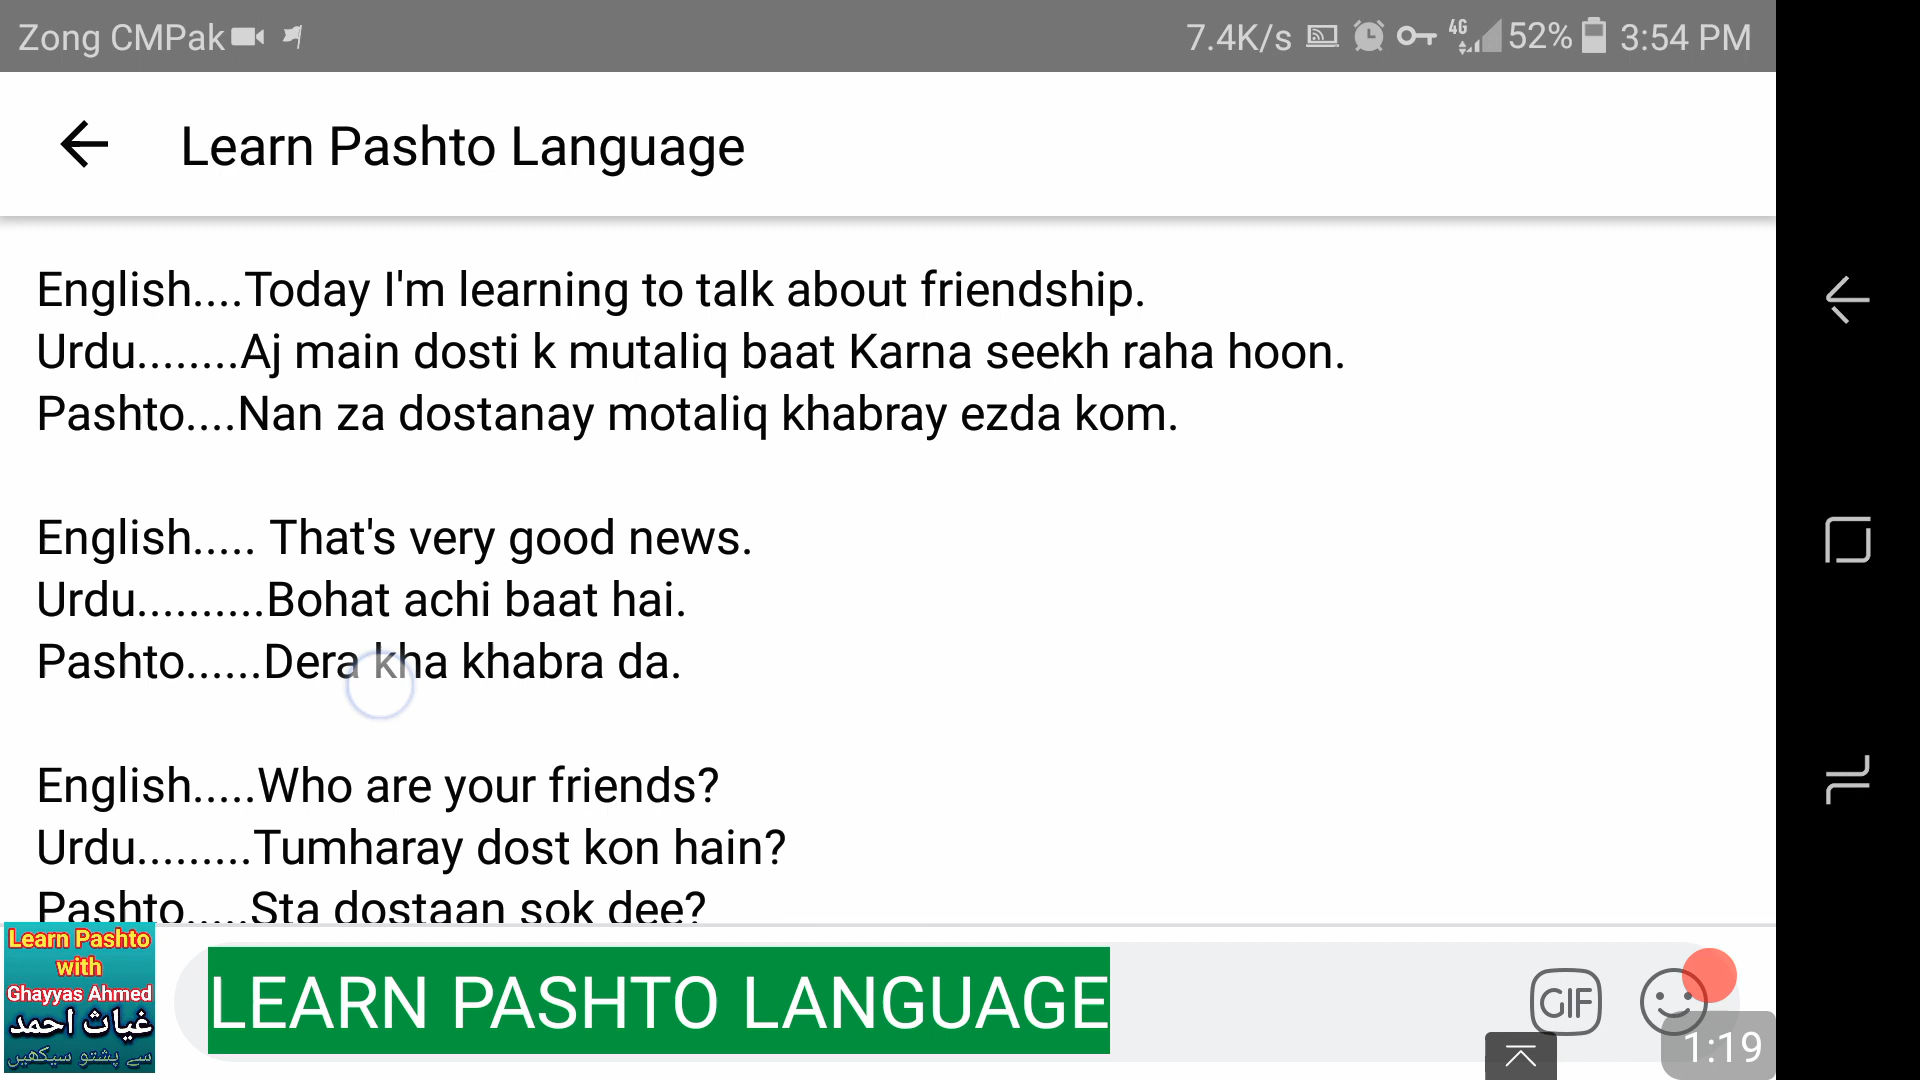 Zong CMPak 7.4K/s 4G 52% 3:54 PM
Learn Pashto Language
English....Today I'm learning to talk about friendship.
Urdu........Aj main dosti k mutaliq baat Karna seekh raha hoon.
Pashto....Nan za dostanay motaliq khabray ezda kom.
English..... That's very good news.
Urdu..........Bohat achi baat hai.
Pashto......Dera kha khabra da.
English.....Who are your friends?
Urdu.........Tumharay dost kon hain?
Pashto.....Sta dostaan sok dee?
Learn Pashto
with
Ghayyas Ahmed
غیاث احمد
سے پشتو سیکھیں
LEARN PASHTO LANGUAGE
GIF
1:19